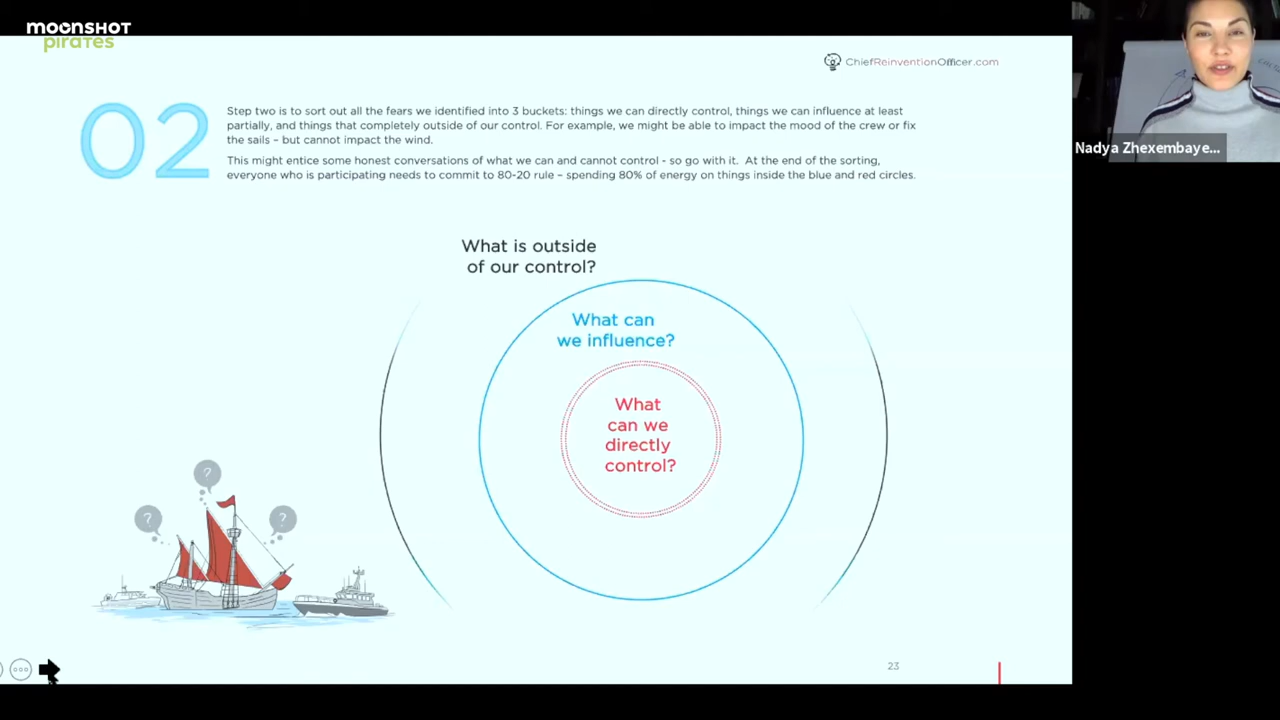 moonshot
pirates
ChiefReinventionOfficer.com
02
Step two is to sort out all the fears we identified into 3 buckets: things we can directly control, things we can influence at least
partially, and things that completely outside of our control. For example, we might be able to impact the mood of the crew or fix
the sails – but cannot impact the wind.
This might entice some honest conversations of what we can and cannot control - so go with it. At the end of the sorting,
everyone who is participating needs to commit to 80-20 rule – spending 80% of energy on things inside the blue and red circles.
Nadya Zhexembaye...
What is outside
of our control?
What can
we influence?
What
can we
directly
control?
?
?
?
23